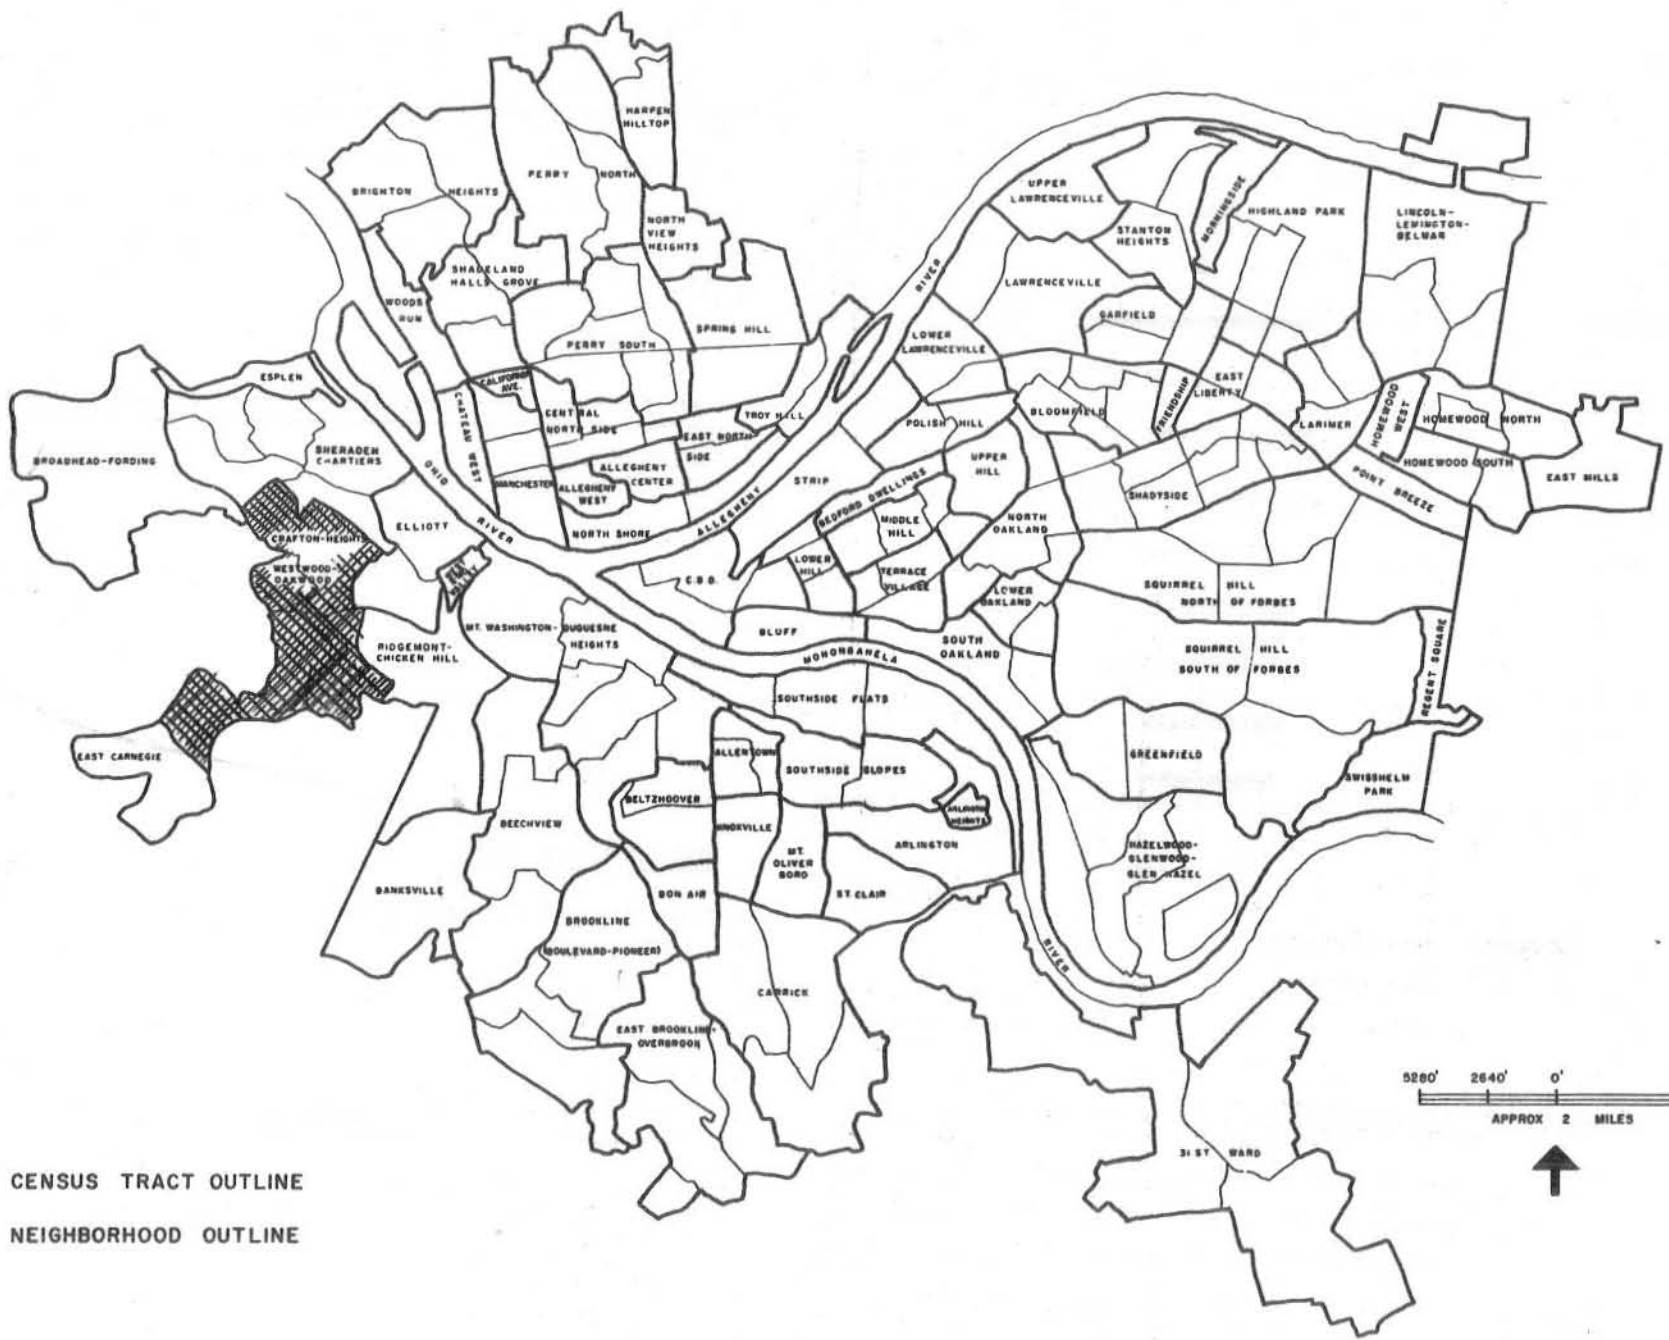 HARPEN
HILLTOP
PERRY NORTH
BRIGHTON HEIGHTS
NORTH
VIEW
HEIGHTS
SHADELAND
HALLS GROVE
WOODS
RUN
SPRING HILL
PERRY SOUTH
UPPER
LAWRENCEVILLE
STANTON
HEIGHTS
MORNINGSIDE
HIGHLAND PARK
LINCOLN-
LEMINGTON-
BELMAR
RIVER
LAWRENCEVILLE
GARFIELD
LOWER
LAWRENCEVILLE
ESPLEN
CALIFORNIA
AVE.
CHATEAU WEST
CENTRAL
NORTH SIDE
TROY HILL
EAST NORTH
SIDE
POLISH HILL
BLOOMFIELD
FRIENDSHIP
EAST
LIBERTY
LARIMER
HOMEWOOD
WEST
HOMEWOOD NORTH
HOMEWOOD SOUTH
EAST MILLS
POINT BREEZE
BROADHEAD-FORDING
SHERADEN
CHARTIERS
OHIO
RIVER
MANCHESTER
ALLEGHENY
WEST
ALLEGHENY
CENTER
NORTH SHORE
ALLEGHENY
STRIP
BEDFORD DWELLINGS
UPPER
HILL
MIDDLE
HILL
NORTH
OAKLAND
SHADYSIDE
ELLIOTT
CRAFTON-HEIGHTS
WESTWOOD-
OAKWOOD
C.B.D.
LOWER
HILL
TERRACE
VILLAGE
LOWER
OAKLAND
SQUIRREL HILL
NORTH OF FORBES
MT. WASHINGTON-DUQUESNE
HEIGHTS
BLUFF
RIDGEMONT-
CHICKEN HILL
MONONGAHELA
SOUTH
OAKLAND
SQUIRREL HILL
SOUTH OF FORBES
REGENT SQUARE
SOUTHSIDE FLATS
EAST CARNEGIE
ALLENTOWN
SOUTHSIDE SLOPES
GREENFIELD
SWISSHELM
PARK
BELTZHOOVER
BEECHVIEW
KNOXVILLE
ARLINGTON
HEIGHTS
ARLINGTON
MT.
OLIVER
BORO
HAZELWOOD-
GLENWOOD-
GLEN HAZEL
BANKSVILLE
BON AIR
ST. CLAIR
BROOKLINE
(BOULEVARD-PIONEER)
RIVER
CARRICK
EAST BROOKLINE-
OVERBROOK
5280' 2640' 0'
APPROX 2 MILES
31 ST WARD
CENSUS TRACT OUTLINE
NEIGHBORHOOD OUTLINE